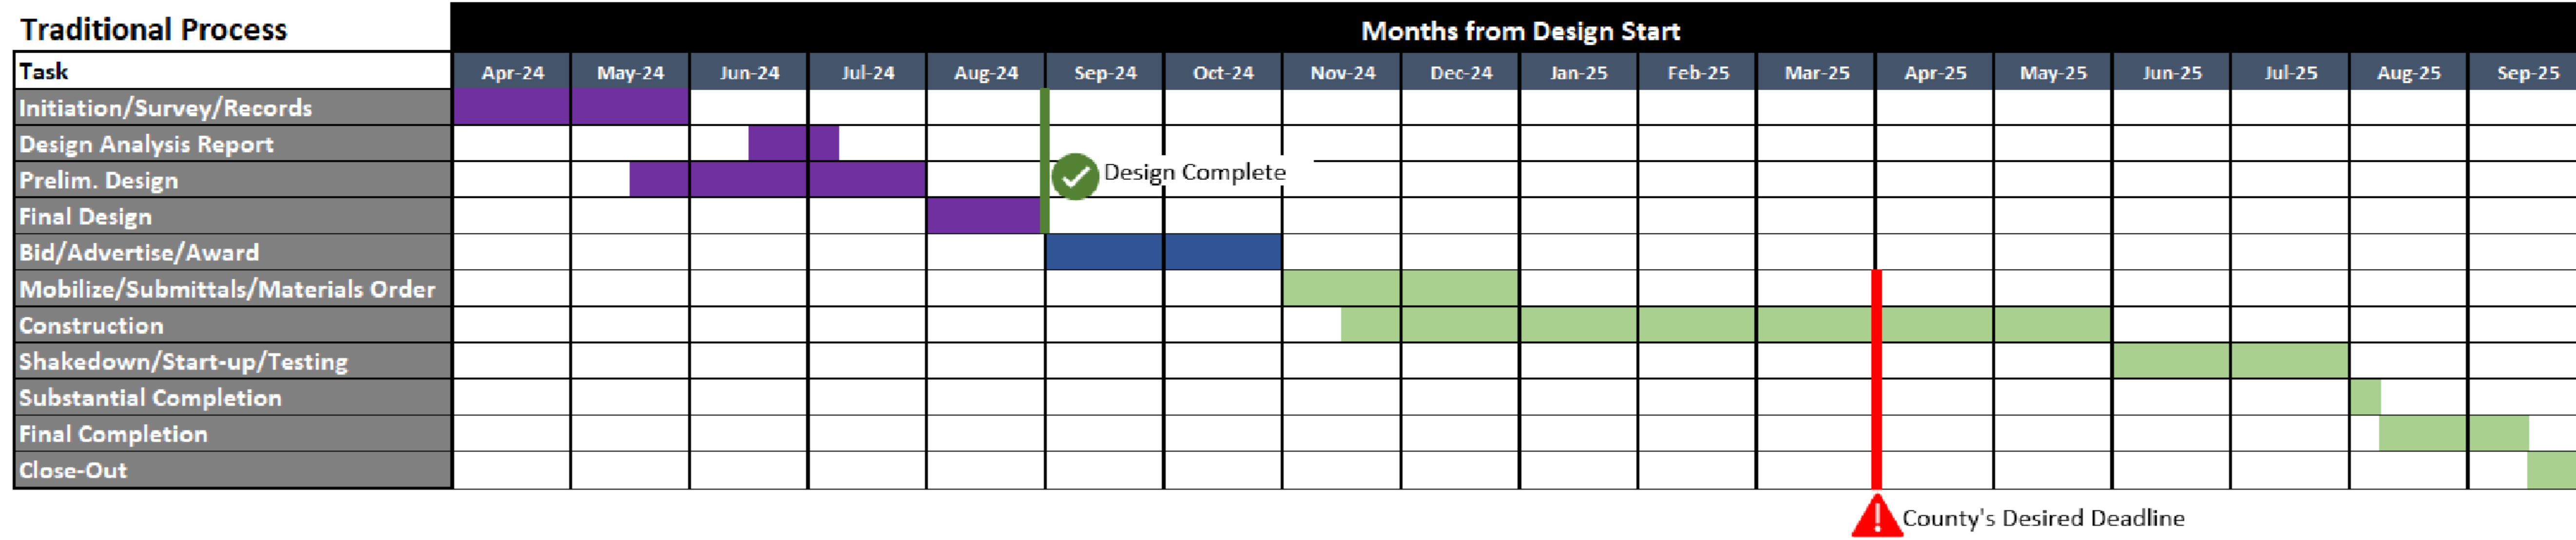 Traditional Process
Months from Design Start
Task Apr-24 May-24 Jun-24 Jul-24 Aug-24 Sep-24 Oct-24 Nov-24 Dec-24 Jan-25 Feb-25 Mar-25 Apr-25 May-25 Jun-25 Jul-25 Aug-25 Sep-25
Initiation/Survey/Records
Design Analysis Report
Design Complete
Prelim. Design
Final Design
Bid/Advertise/Award
Mobilize/Submittals/Materials Order
Construction
Shakedown/Start-up/Testing
Substantial Completion
Final Completion
Close-Out
County's Desired Deadline